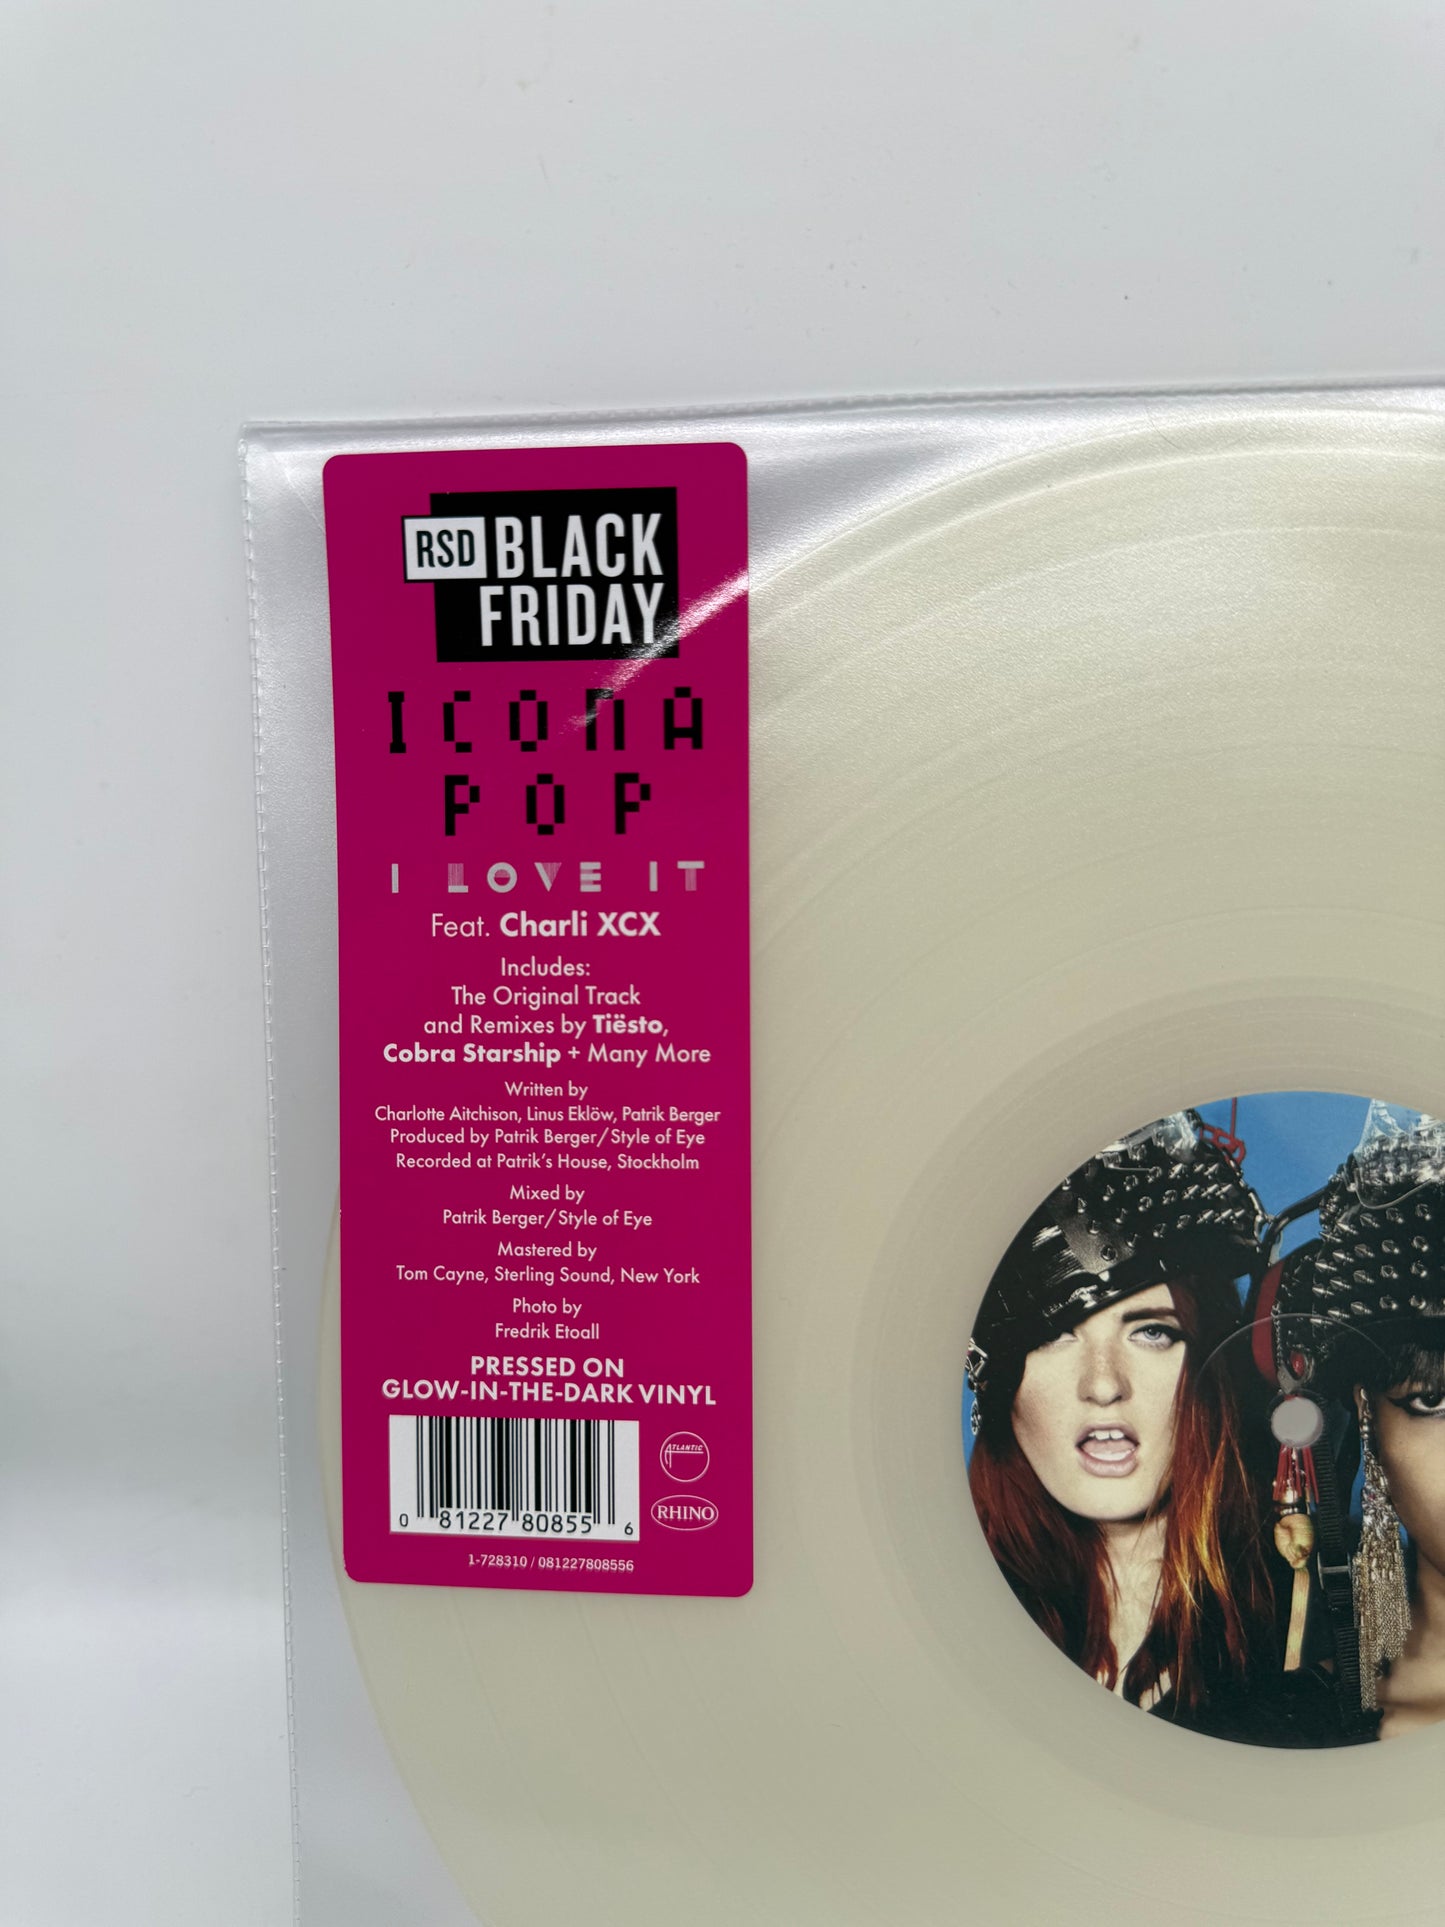 RSD BLACK
FRIDAY
ICONA
POP
I LOVE IT
Feat. Charli XCX
Includes:
The Original Track
and Remixes by Tiësto,
Cobra Starship + Many More
Written by
Charlotte Aitchison, Linus Eklöw, Patrik Berger
Produced by Patrik Berger/Style of Eye
Recorded at Patrik's House, Stockholm
Mixed by
Patrik Berger/Style of Eye
Mastered by
Tom Cayne, Sterling Sound, New York
Photo by
Fredrik Etoall
PRESSED ON
GLOW-IN-THE-DARK VINYL
ATLANTIC
RHINO
0 81227 80855 6
1-728310 / 081227808556